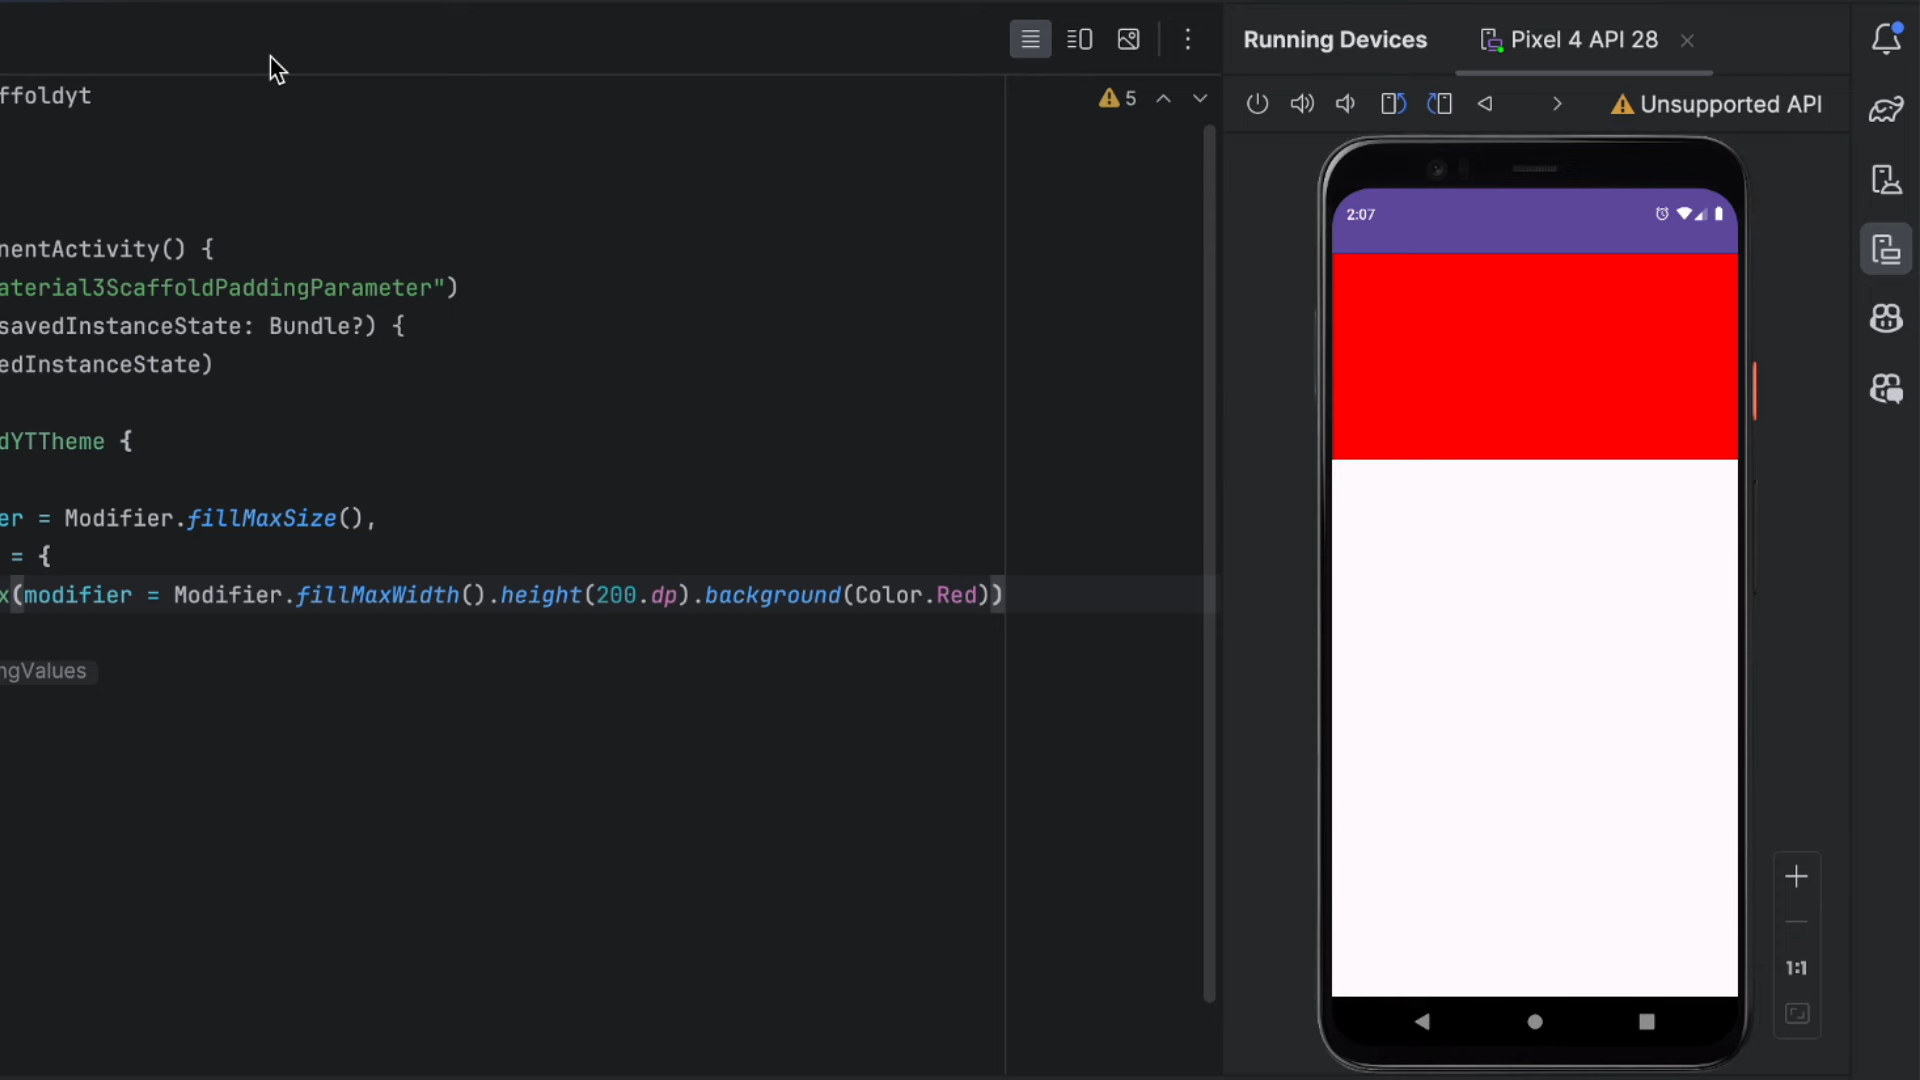 Running Devices
Pixel 4 API 28
ffoldyt
5
Unsupported API
2:07
nentActivity() {
aterial3ScaffoldPaddingParameter")
savedInstanceState: Bundle?) {
edInstanceState)
dYTTheme {
er = Modifier.fillMaxSize(),
= {
x(modifier = Modifier.fillMaxWidth().height(200.dp).background(Color.Red))
ngValues
1:1